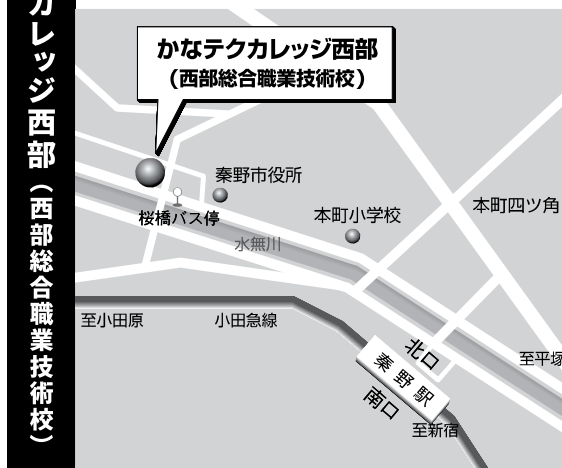 カレッジ西部（西部総合職業技術校）
かなテクカレッジ西部
（西部総合職業技術校）
秦野市役所
桜橋バス停
本町小学校
本町四ツ角
水無川
至小田原
小田急線
北口
秦野駅
南口
至新宿
至平塚